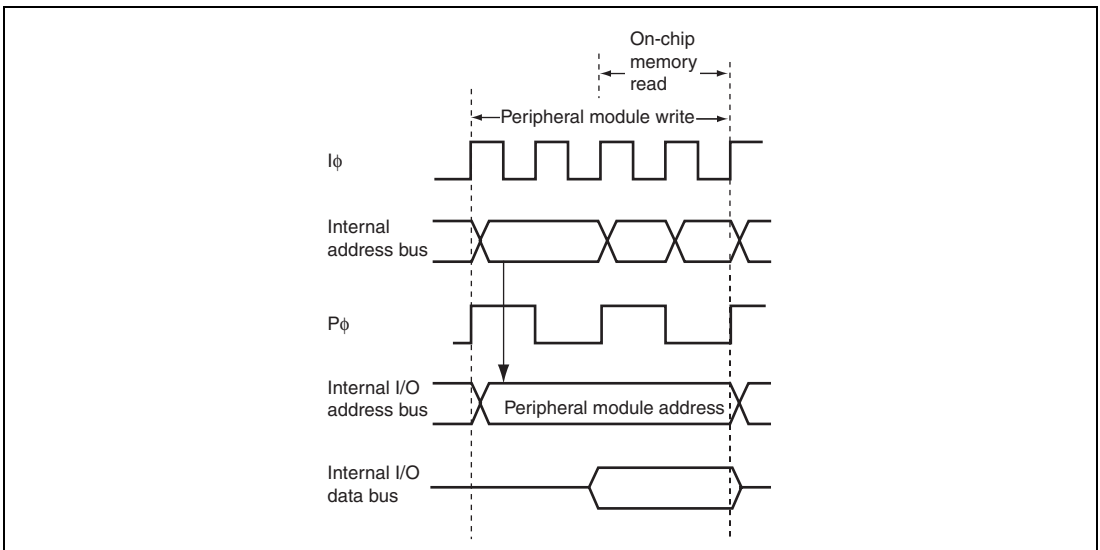 On-chip
memory
read
Peripheral module write
Iϕ
Internal
address bus
Pϕ
Internal I/O
address bus
Peripheral module address
Internal I/O
data bus